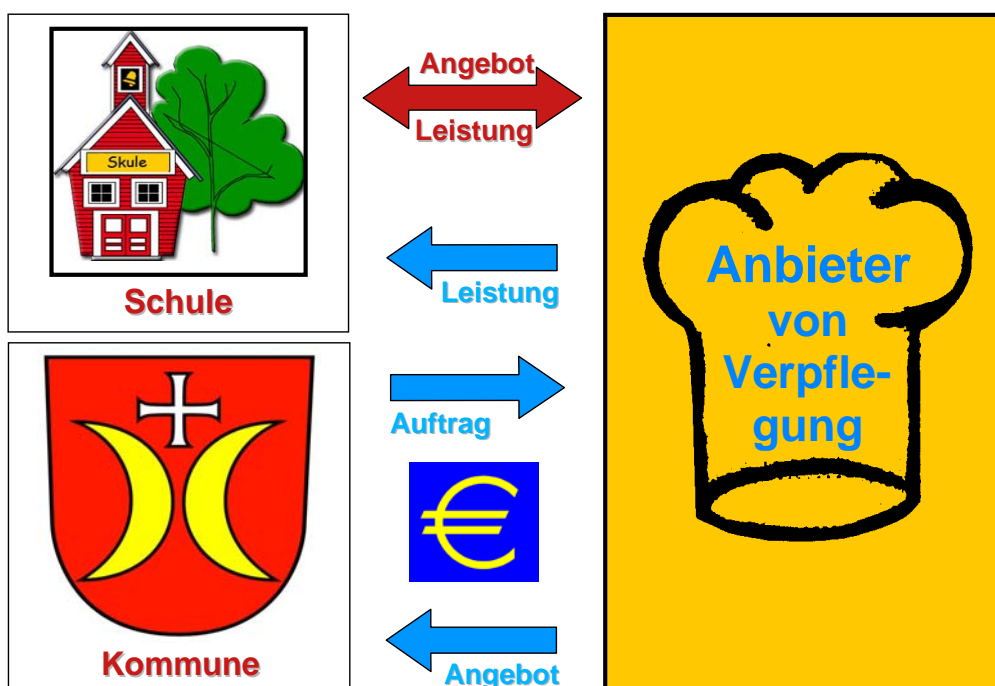 Skule
Schule
Kommune
Angebot
Leistung
Leistung
Auftrag
€
Angebot
Anbieter
von
Verpfle-
gung